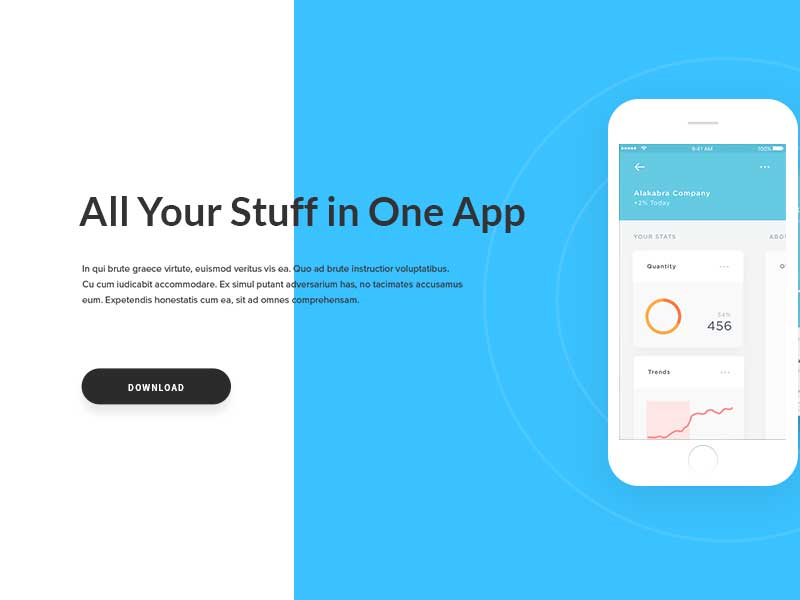 All Your Stuff in One App
In qui brute graece virtute, euismod veritus vis ea. Quo ad brute instructior voluptatibus.
Cu cum iudicabit accommodare. Ex simul putant adversarium has, no tacimates accusamus
eum. Expetendis honestatis cum ea, sit ad omnes comprehensam.
DOWNLOAD
9:41 AM
100%
Alakabra Company
+2% Today
YOUR STATS
ABO
Quantity
34%
456
Trends